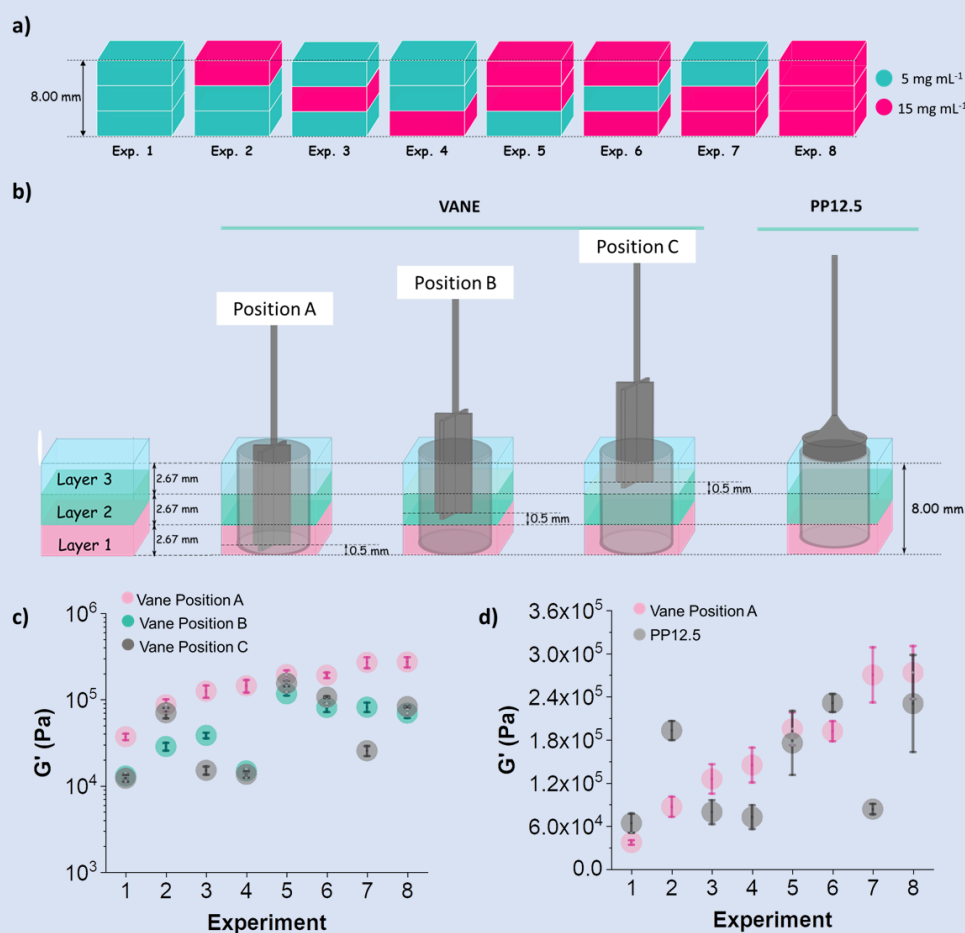 a)
8.00 mm
5 mg mL⁻¹
15 mg mL⁻¹
Exp. 1 Exp. 2 Exp. 3 Exp. 4 Exp. 5 Exp. 6 Exp. 7 Exp. 8
b)
VANE PP12.5
Position A Position B Position C
Layer 3 2.67 mm
Layer 2 2.67 mm
Layer 1 2.67 mm
0.5 mm 0.5 mm 0.5 mm
8.00 mm
c)
Vane Position A
Vane Position B
Vane Position C
G' (Pa)
10⁶
10⁵
10⁴
10³
1 2 3 4 5 6 7 8
Experiment
d)
Vane Position A
PP12.5
G' (Pa)
3.6x10⁵
3.0x10⁵
2.4x10⁵
1.8x10⁵
1.2x10⁵
6.0x10⁴
0.0
1 2 3 4 5 6 7 8
Experiment